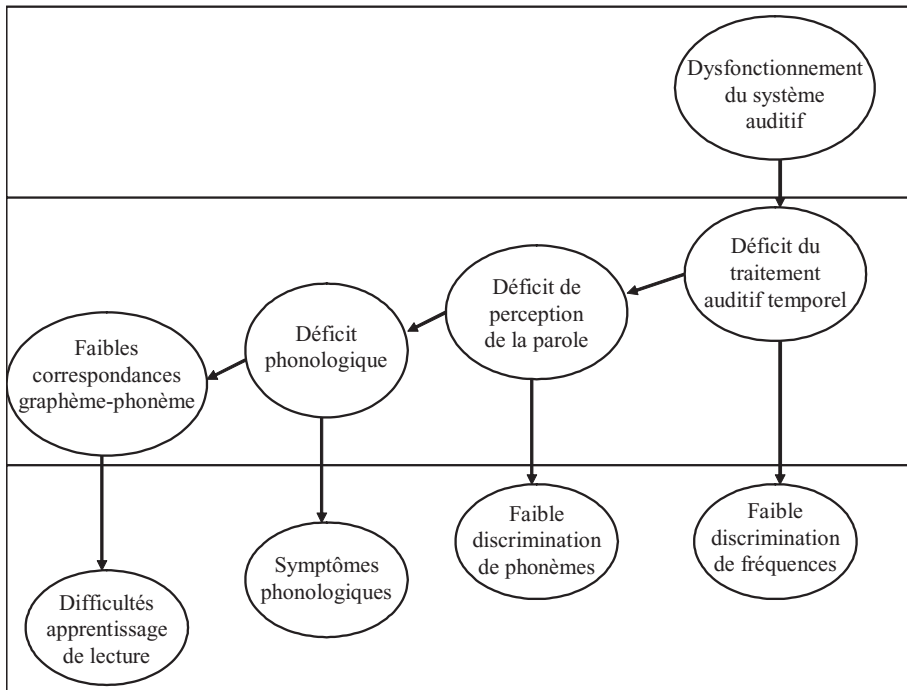 Dysfonctionnement
du système
auditif
Déficit du
traitement
auditif temporel
Déficit de
perception
de la parole
Déficit
phonologique
Faibles
correspondances
graphème-phonème
Faible
discrimination
de fréquences
Faible
discrimination
de phonèmes
Symptômes
phonologiques
Difficultés
apprentissage
de lecture